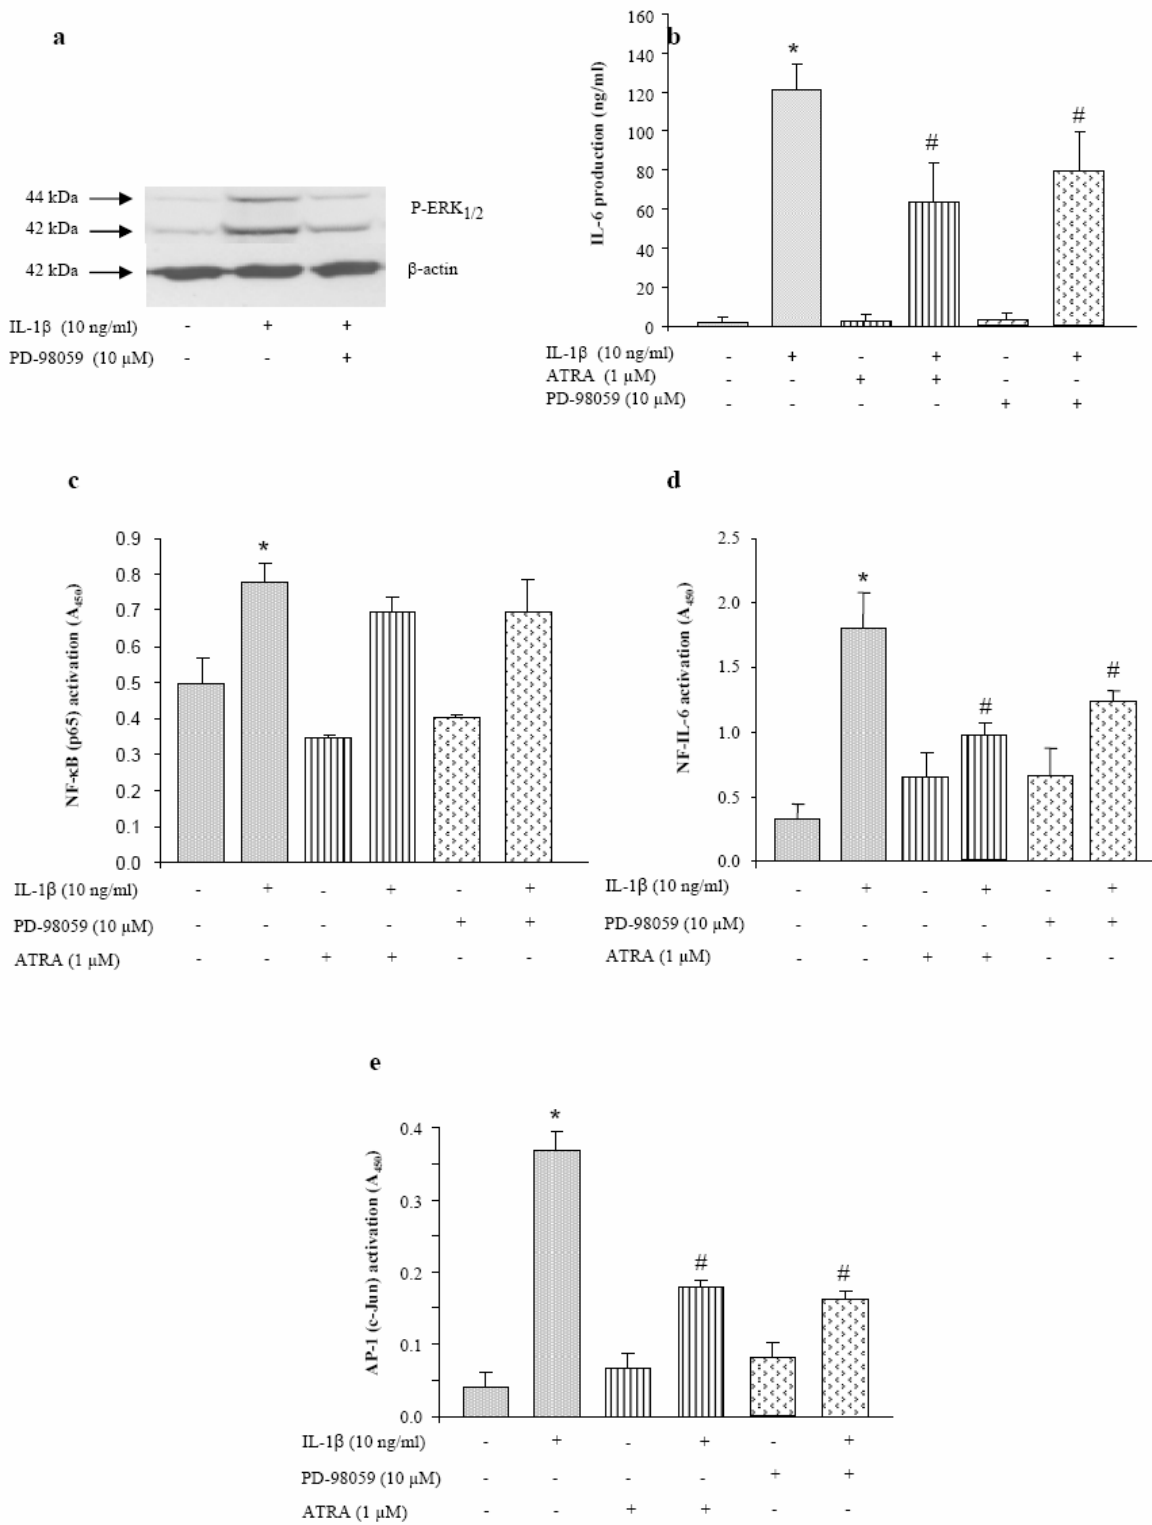 a
44 kDa
42 kDa
42 kDa
P-ERK1/2
β-actin
IL-1β (10 ng/ml) - + +
PD-98059 (10 μM) - - +
b
IL-6 production (ng/ml)
160
140
120
100
80
60
40
20
0
*
#
#
IL-1β (10 ng/ml) - + - + - +
ATRA (1 μM) - - + + - -
PD-98059 (10 μM) - - - - + +
c
NF-κB (p65) activation (A450)
0.9
0.8
0.7
0.6
0.5
0.4
0.3
0.2
0.1
0.0
*
IL-1β (10 ng/ml) - + - + - +
PD-98059 (10 μM) - - - - + +
ATRA (1 μM) - - + + - -
d
NF-IL-6 activation (A450)
2.5
2.0
1.5
1.0
0.5
0.0
*
#
#
IL-1β (10 ng/ml) - + - + - +
PD-98059 (10 μM) - - - - + +
ATRA (1 μM) - - + + - -
e
AP-1 (c-Jun) activation (A450)
0.4
0.3
0.2
0.1
0.0
*
#
#
IL-1β (10 ng/ml) - + - + - +
PD-98059 (10 μM) - - - - + +
ATRA (1 μM) - - + + - -